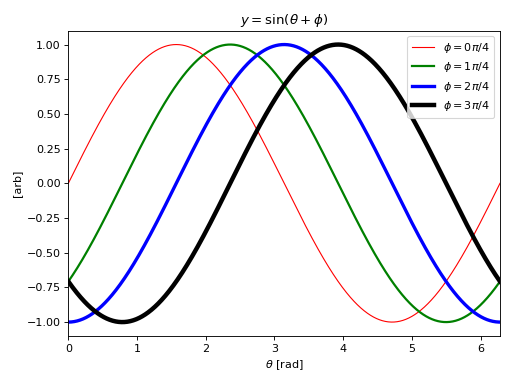 y = sin(θ + ϕ)
1.00
0.75
0.50
0.25
0.00
−0.25
−0.50
−0.75
−1.00
[arb]
0 1 2 3 4 5 6
θ [rad]
ϕ = 0π/4
ϕ = 1π/4
ϕ = 2π/4
ϕ = 3π/4